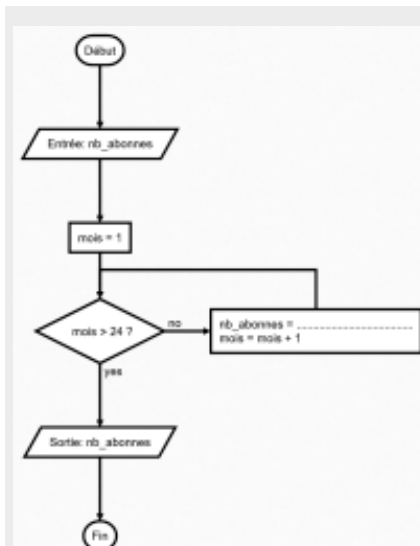 Début
Entrée: nb_abonnes
mois = 1
mois > 24 ?
no
nb_abonnes = ................................
mois = mois + 1
yes
Sortie: nb_abonnes
Fin